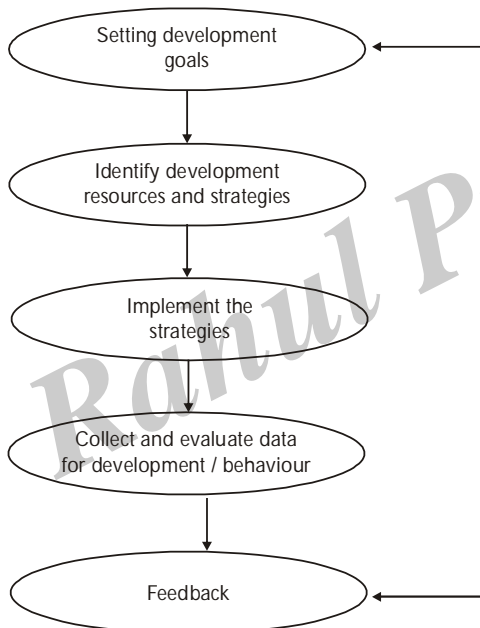 Setting development
goals
Identify development
resources and strategies
Implement the
strategies
Collect and evaluate data
for development / behaviour
Feedback
Rahul P